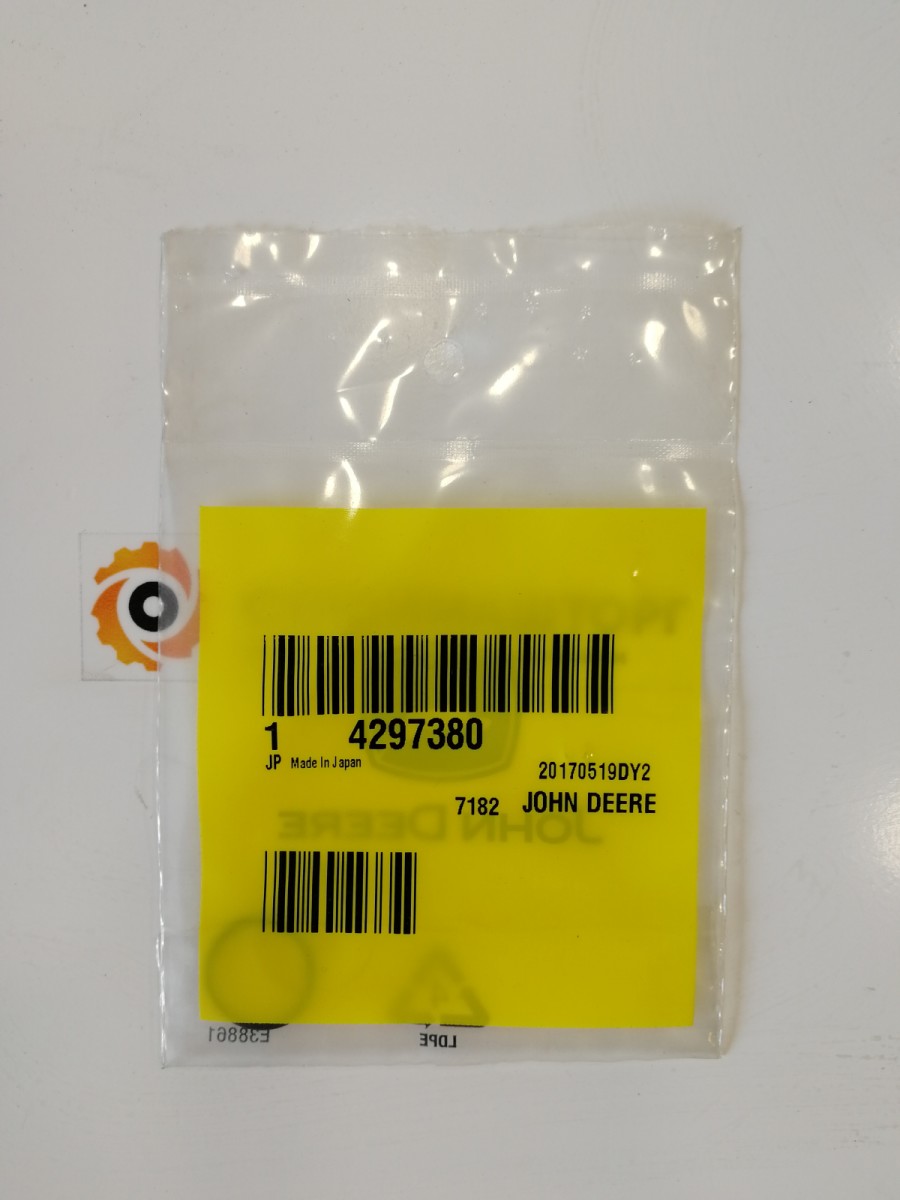 1 4297380
JP Made In Japan
20170519DY2
7182 JOHN DEERE
JOHN DEERE
E38861
LDPE